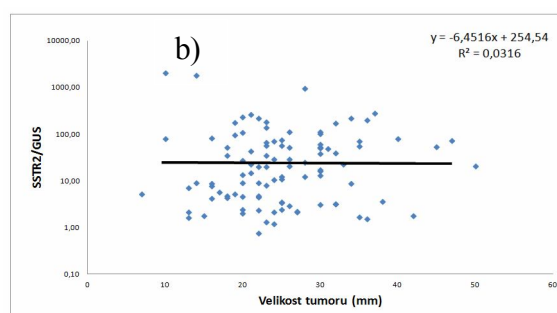 b)
y = -6,4516x + 254,54
R² = 0,0316
SSTR2/GUS
10000,00
1000,00
100,00
10,00
1,00
0,10
0 10 20 30 40 50 60
Velikost tumoru (mm)